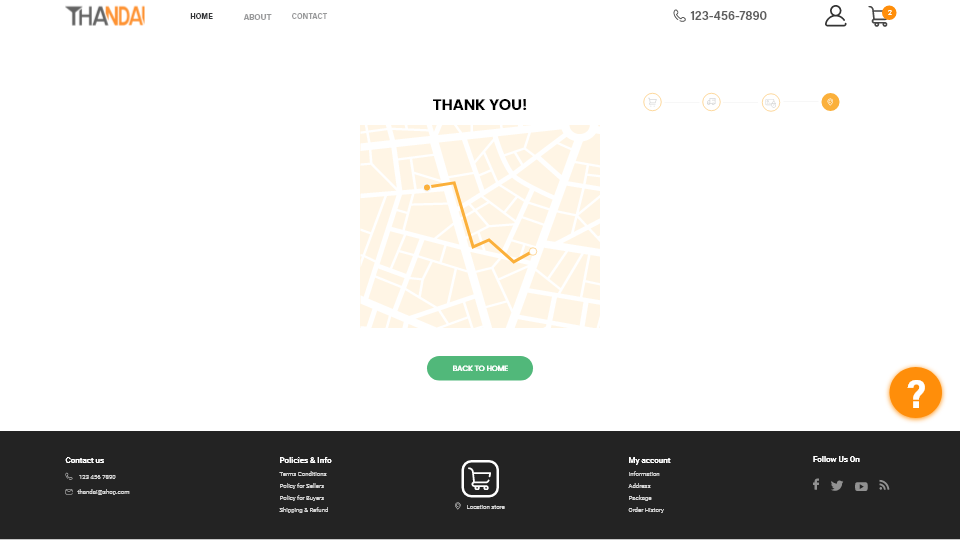 THANDAI
HOME
ABOUT
CONTACT
123-456-7890
2
THANK YOU!
BACK TO HOME
?
Contact us
123 456 7890
thandai@shop.com
Policies & Info
Terms Conditions
Policy for Sellers
Policy for Buyers
Shipping & Refund
Location store
My account
Information
Address
Package
Order History
Follow Us On